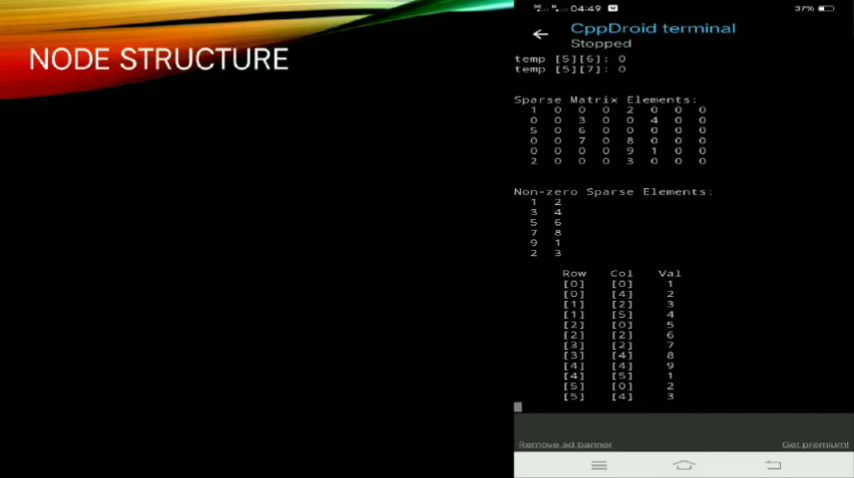 NODE STRUCTURE
04:49 37%
CppDroid terminal
Stopped
temp [5][6]: 0
temp [5][7]: 0
Sparse Matrix Elements:
1 0 0 0 2 0 0 0
0 0 3 0 0 4 0 0
5 0 6 0 0 0 0 0
0 0 7 0 8 0 0 0
0 0 0 0 9 1 0 0
2 0 0 0 3 0 0 0
Non-zero Sparse Elements:
1 2
3 4
5 6
7 8
9 1
2 3
Row Col Val
[0] [0] 1
[0] [4] 2
[1] [2] 3
[1] [5] 4
[2] [0] 5
[2] [2] 6
[3] [2] 7
[3] [4] 8
[4] [4] 9
[4] [5] 1
[5] [0] 2
[5] [4] 3
Remove ad banner Get premium!